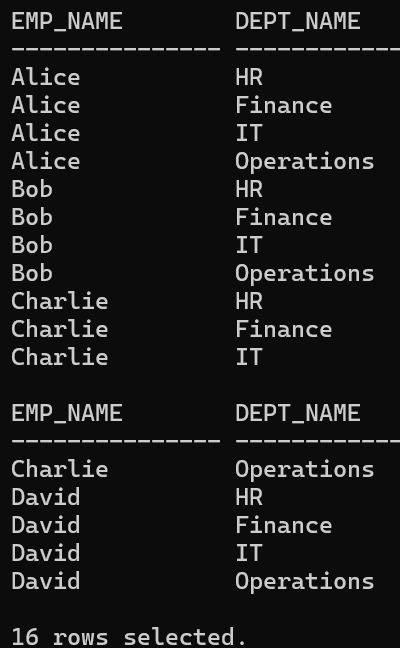 EMP_NAME        DEPT_NAME
--------------- ------------
Alice           HR
Alice           Finance
Alice           IT
Alice           Operations
Bob             HR
Bob             Finance
Bob             IT
Bob             Operations
Charlie         HR
Charlie         Finance
Charlie         IT

EMP_NAME        DEPT_NAME
--------------- ------------
Charlie         Operations
David           HR
David           Finance
David           IT
David           Operations

16 rows selected.